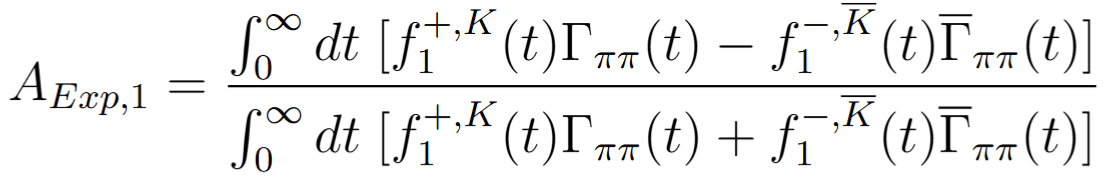 A_{Exp,1} = \frac{\int_0^\infty dt\ [f_1^{+,K}(t)\Gamma_{\pi\pi}(t) - f_1^{-,\overline{K}}(t)\overline{\Gamma}_{\pi\pi}(t)]}{\int_0^\infty dt\ [f_1^{+,K}(t)\Gamma_{\pi\pi}(t) + f_1^{-,\overline{K}}(t)\overline{\Gamma}_{\pi\pi}(t)]}